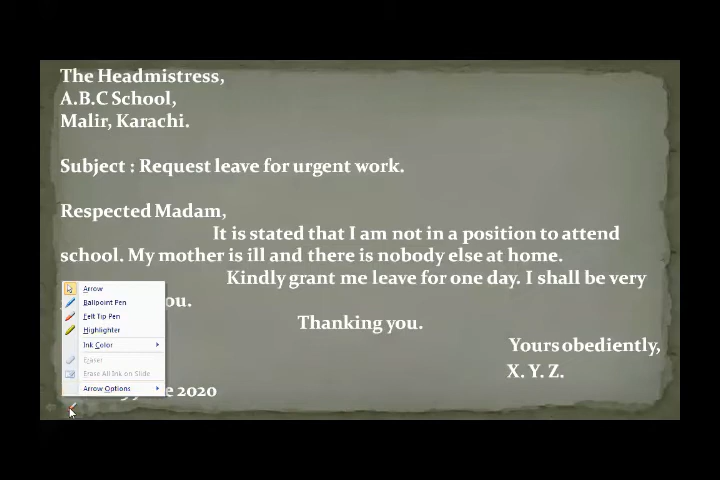 The Headmistress,
A.B.C School,
Malir, Karachi.
Subject : Request leave for urgent work.
Respected Madam,
It is stated that I am not in a position to attend
school. My mother is ill and there is nobody else at home.
Kindly grant me leave for one day. I shall be very
ou.
Thanking you.
Yours obediently,
X. Y. Z.
e 2020
Arrow
Ballpoint Pen
Felt Tip Pen
Highlighter
Ink Color
Eraser
Erase All Ink on Slide
Arrow Options